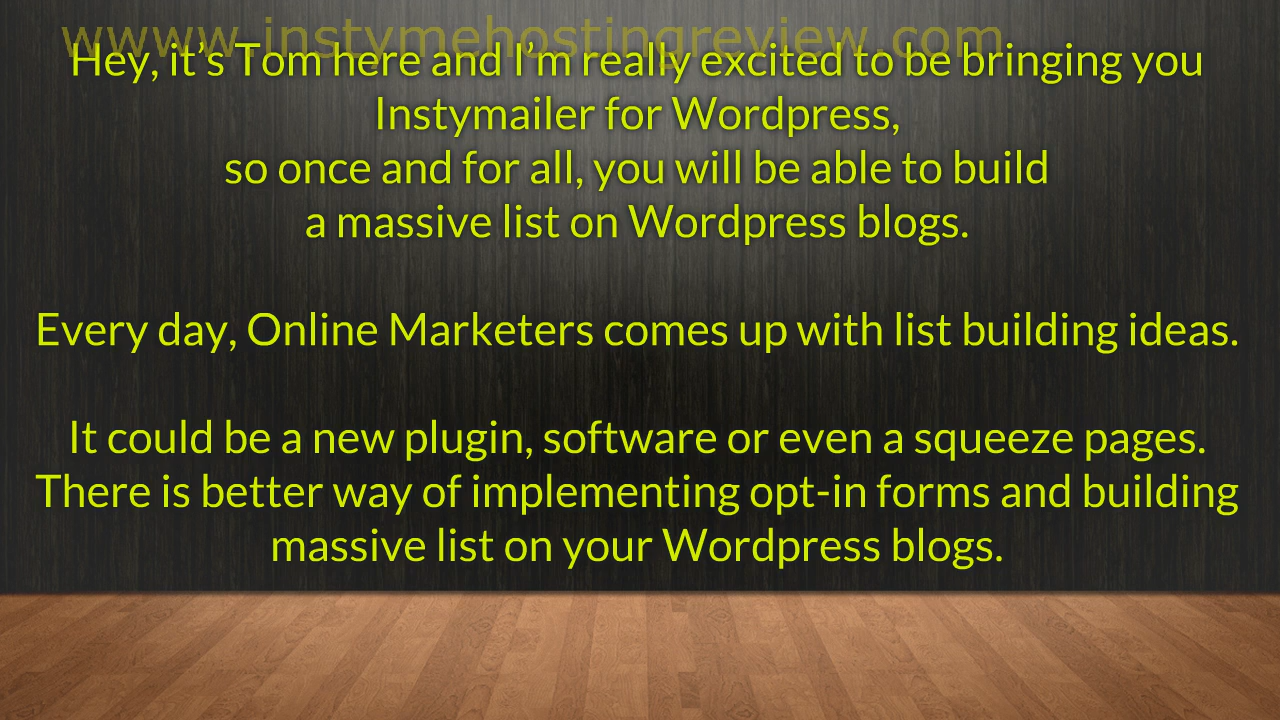 wwww.instymehostingreview.com
Hey, it’s Tom here and I’m really excited to be bringing you
Instymailer for Wordpress,
so once and for all, you will be able to build
a massive list on Wordpress blogs.
Every day, Online Marketers comes up with list building ideas.
It could be a new plugin, software or even a squeeze pages.
There is better way of implementing opt-in forms and building
massive list on your Wordpress blogs.